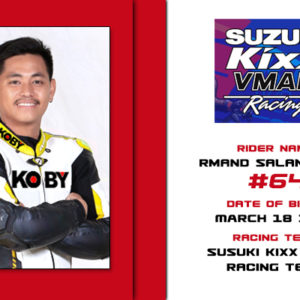 SUZUK
Kixx
VMAN
Racing
KOBY
KOBY
RIDER NAM
RMAND SALAN
#64
DATE OF BI
MARCH 18
RACING TE
SUSUKI KIXX
RACING TE